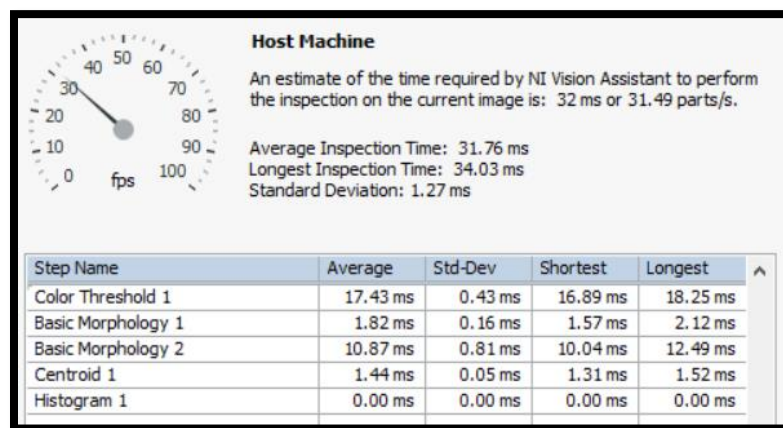 Host Machine
An estimate of the time required by NI Vision Assistant to perform
the inspection on the current image is: 32 ms or 31.49 parts/s.
Average Inspection Time: 31.76 ms
Longest Inspection Time: 34.03 ms
Standard Deviation: 1.27 ms
0 10 20 30 40 50 60 70 80 90 100
fps
Step Name Average Std-Dev Shortest Longest
Color Threshold 1 17.43 ms 0.43 ms 16.89 ms 18.25 ms
Basic Morphology 1 1.82 ms 0.16 ms 1.57 ms 2.12 ms
Basic Morphology 2 10.87 ms 0.81 ms 10.04 ms 12.49 ms
Centroid 1 1.44 ms 0.05 ms 1.31 ms 1.52 ms
Histogram 1 0.00 ms 0.00 ms 0.00 ms 0.00 ms